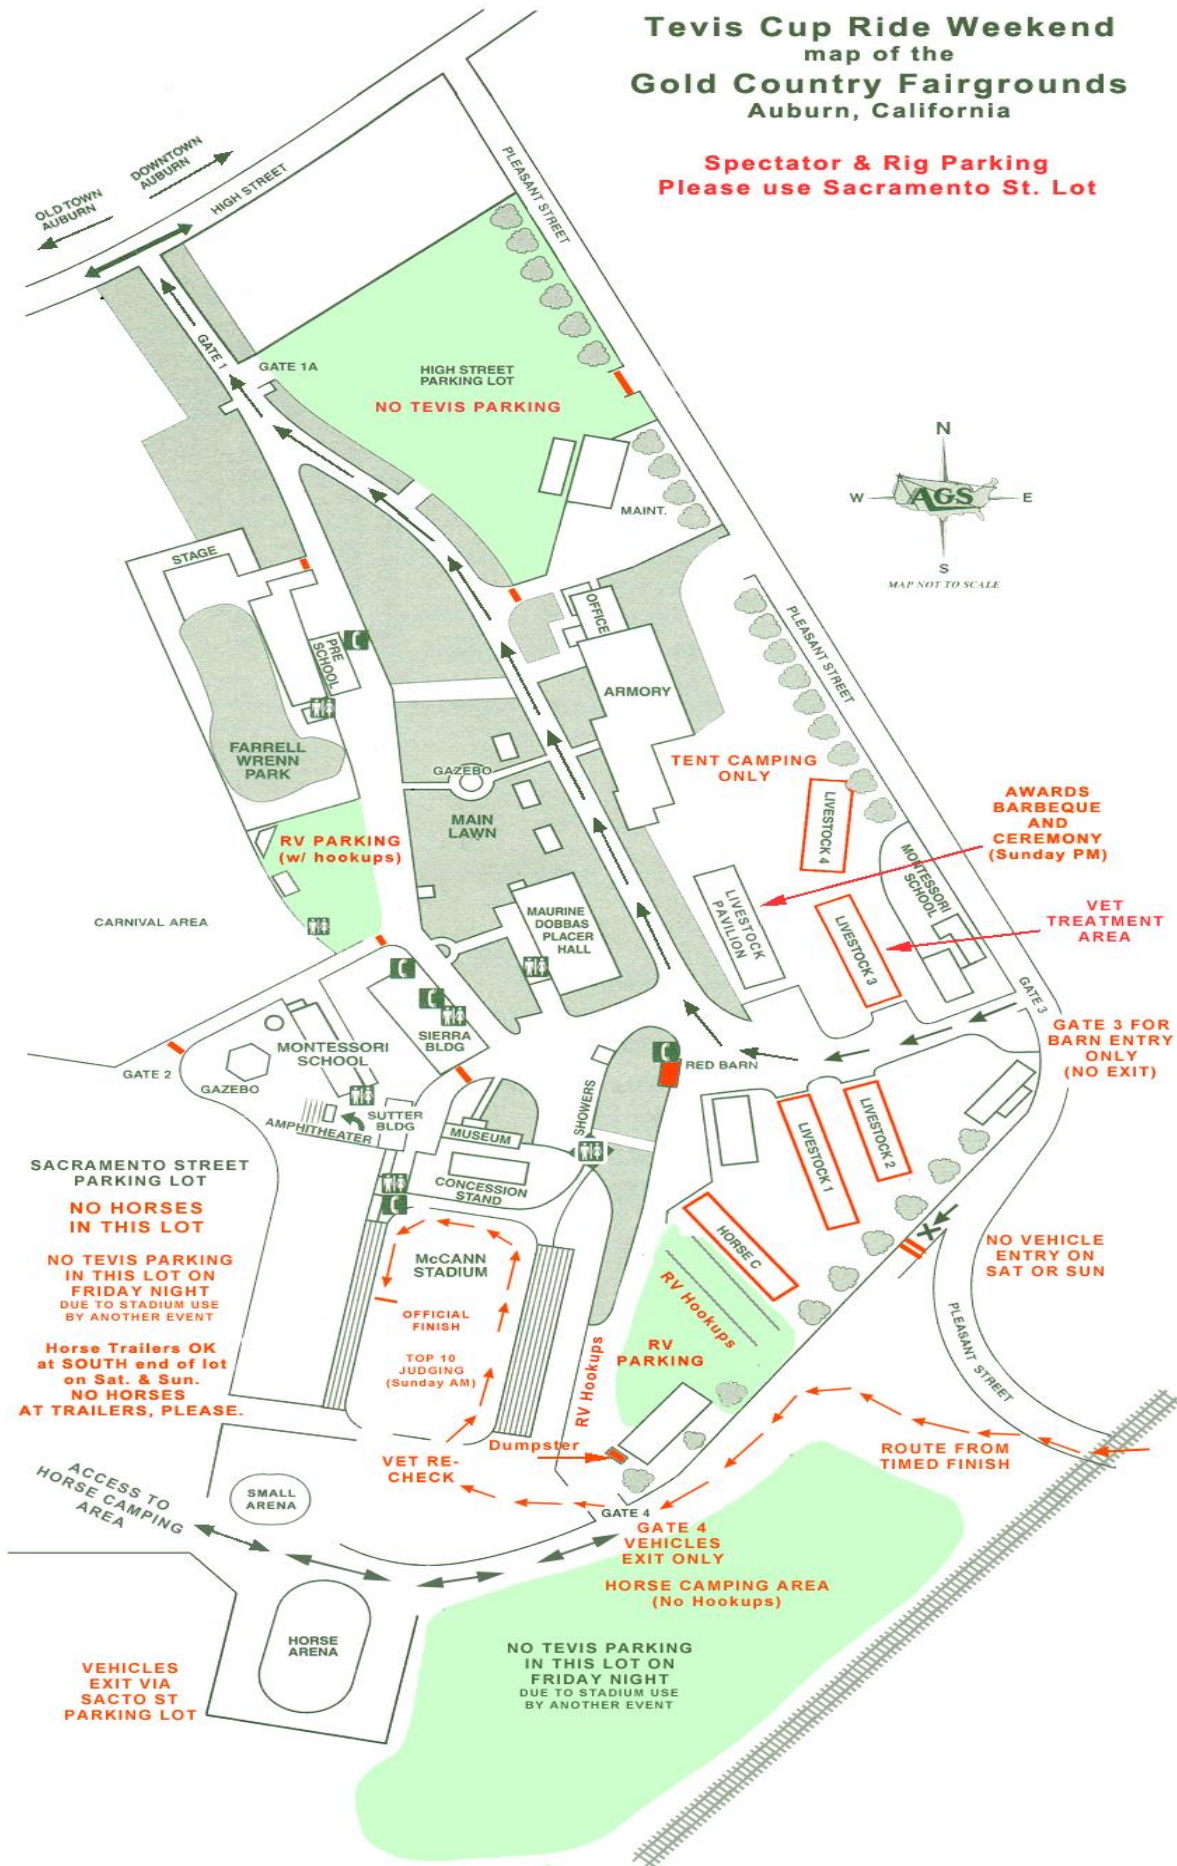 Tevis Cup Ride Weekend
map of the
Gold Country Fairgrounds
Auburn, California
Spectator & Rig Parking
Please use Sacramento St. Lot
OLD TOWN
AUBURN
DOWNTOWN
AUBURN
HIGH STREET
PLEASANT STREET
GATE 1
GATE 1A
HIGH STREET
PARKING LOT
NO TEVIS PARKING
MAINT.
N
W
AGS
E
S
MAP NOT TO SCALE
STAGE
PRE
SCHOOL
OFFICE
ARMORY
PLEASANT STREET
FARRELL
WRENN
PARK
GAZEBO
MAIN
LAWN
TENT CAMPING
ONLY
LIVESTOCK 4
AWARDS
BARBEQUE
AND
CEREMONY
(Sunday PM)
RV PARKING
(w/ hookups)
MONTESSORI
SCHOOL
LIVESTOCK
PAVILION
LIVESTOCK 3
VET
TREATMENT
AREA
CARNIVAL AREA
MAURINE
DOBBAS
PLACER
HALL
GATE 3
GATE 3 FOR
BARN ENTRY
ONLY
(NO EXIT)
SIERRA
BLDG
MONTESSORI
SCHOOL
GATE 2
GAZEBO
RED BARN
SHOWERS
AMPHITHEATER
SUTTER
BLDG
MUSEUM
CONCESSION
STAND
LIVESTOCK 1
LIVESTOCK 2
SACRAMENTO STREET
PARKING LOT
NO HORSES
IN THIS LOT
NO TEVIS PARKING
IN THIS LOT ON
FRIDAY NIGHT
DUE TO STADIUM USE
BY ANOTHER EVENT
Horse Trailers OK
at SOUTH end of lot
on Sat. & Sun.
NO HORSES
AT TRAILERS, PLEASE.
McCANN
STADIUM
OFFICIAL
FINISH
TOP 10
JUDGING
(Sunday AM)
HORSE C
RV Hookups
RV
PARKING
RV Hookups
NO VEHICLE
ENTRY ON
SAT OR SUN
PLEASANT STREET
Dumpster
VET RE-
CHECK
ROUTE FROM
TIMED FINISH
ACCESS TO
HORSE CAMPING
AREA
SMALL
ARENA
GATE 4
GATE 4
VEHICLES
EXIT ONLY
HORSE CAMPING AREA
(No Hookups)
HORSE
ARENA
NO TEVIS PARKING
IN THIS LOT ON
FRIDAY NIGHT
DUE TO STADIUM USE
BY ANOTHER EVENT
VEHICLES
EXIT VIA
SACTO ST
PARKING LOT